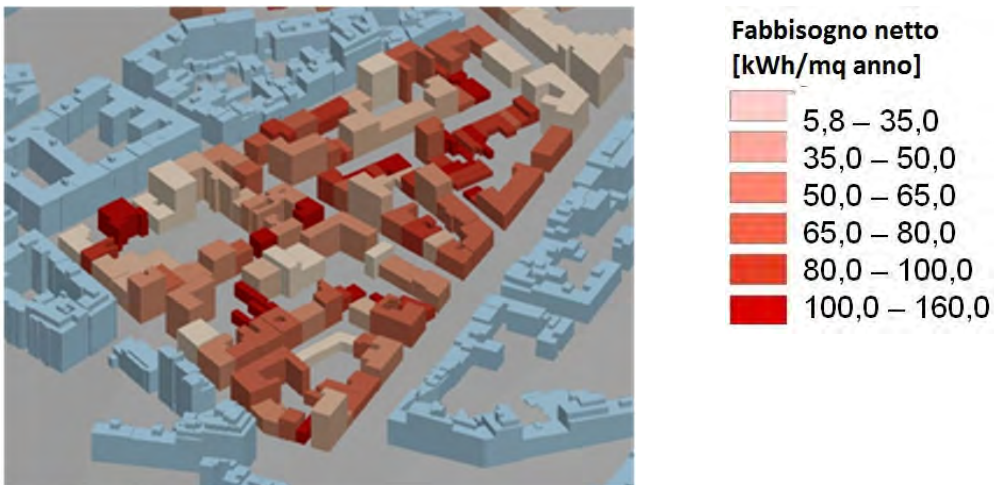 Fabbisogno netto
[kWh/mq anno]
5,8 – 35,0
35,0 – 50,0
50,0 – 65,0
65,0 – 80,0
80,0 – 100,0
100,0 – 160,0